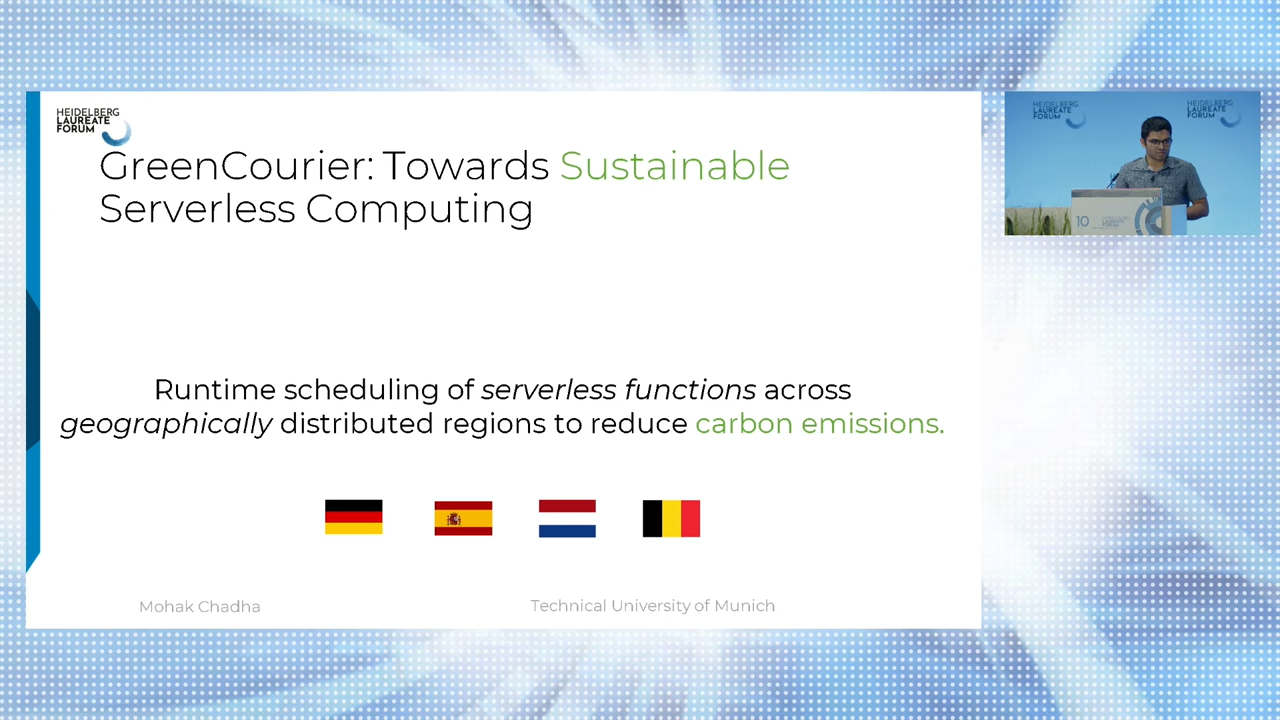 HEIDELBERG
LAUREATE
FORUM
GreenCourier: Towards Sustainable
Serverless Computing
Runtime scheduling of serverless functions across
geographically distributed regions to reduce carbon emissions.
Mohak Chadha
Technical University of Munich
HEIDELBERG
LAUREATE
FORUM
HEIDELBERG
LAUREATE
FORUM
10